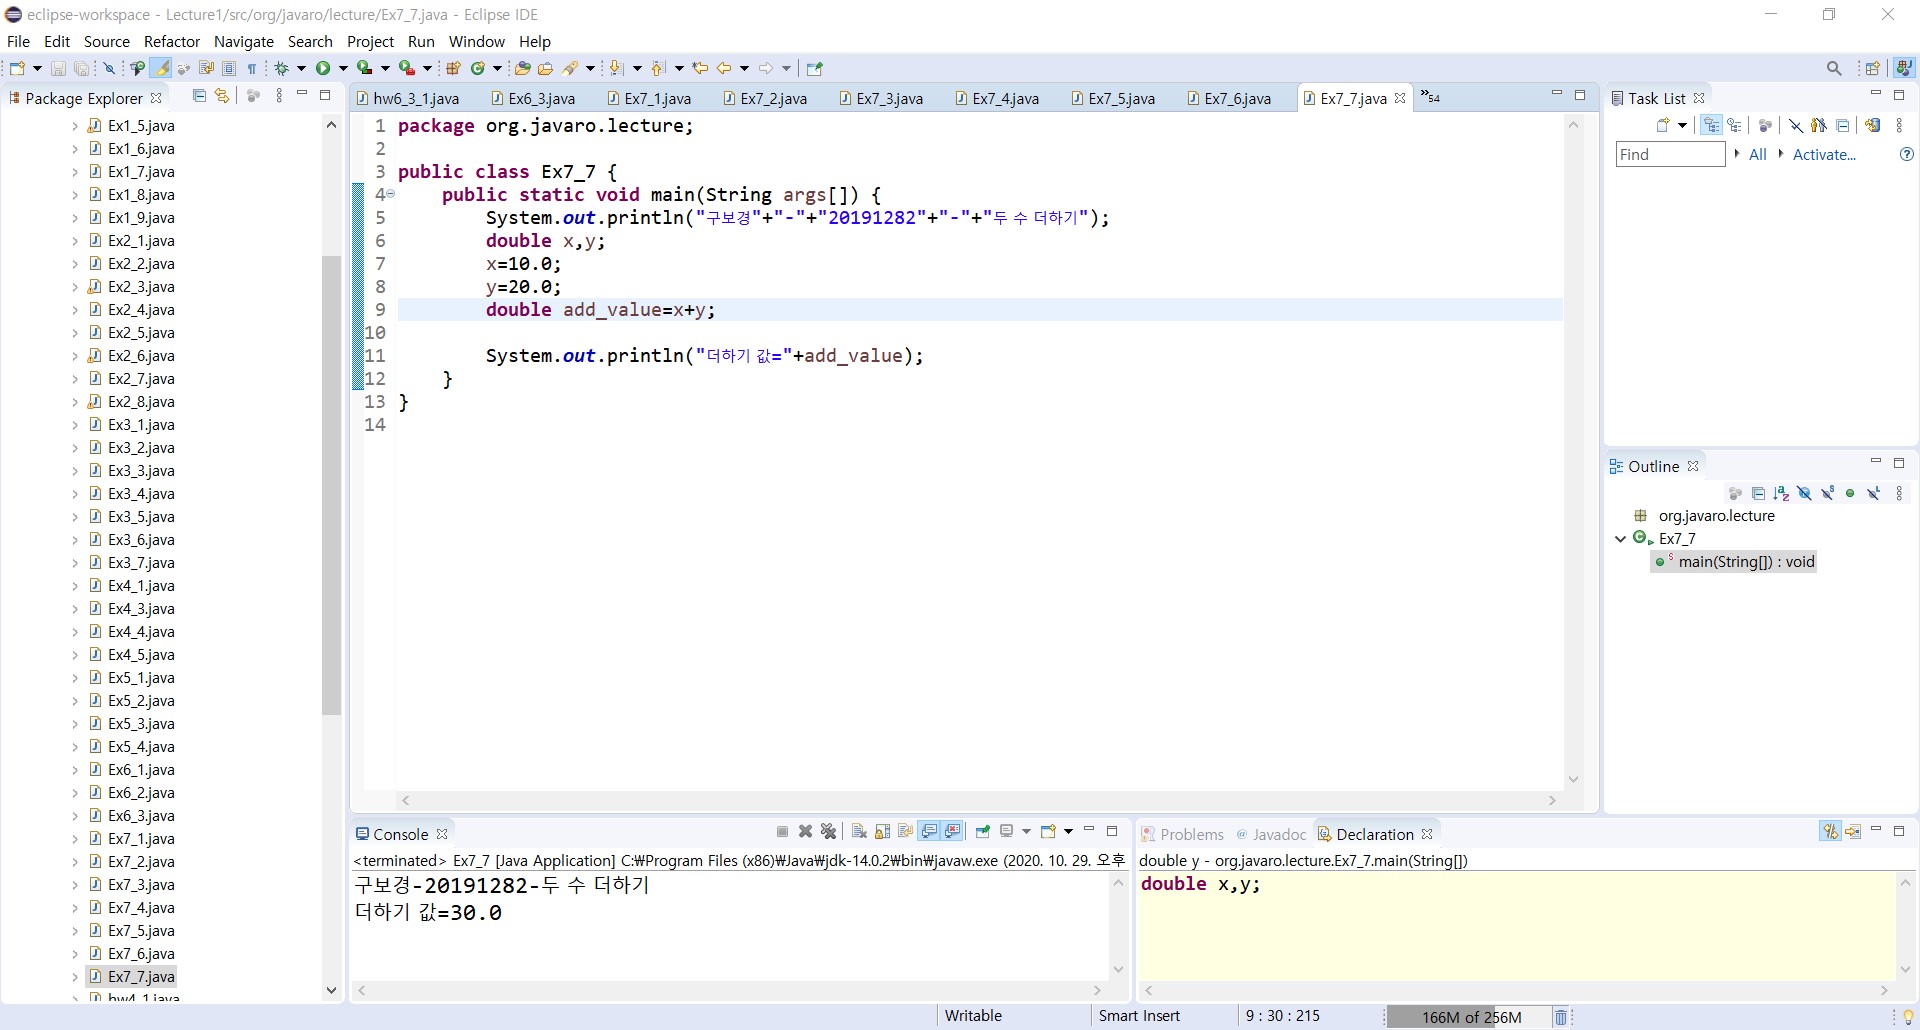 eclipse-workspace - Lecture1/src/org/javaro/lecture/Ex7_7.java - Eclipse IDE
File Edit Source Refactor Navigate Search Project Run Window Help
Package Explorer
Ex1_5.java
Ex1_6.java
Ex1_7.java
Ex1_8.java
Ex1_9.java
Ex2_1.java
Ex2_2.java
Ex2_3.java
Ex2_4.java
Ex2_5.java
Ex2_6.java
Ex2_7.java
Ex2_8.java
Ex3_1.java
Ex3_2.java
Ex3_3.java
Ex3_4.java
Ex3_5.java
Ex3_6.java
Ex3_7.java
Ex4_1.java
Ex4_3.java
Ex4_4.java
Ex4_5.java
Ex5_1.java
Ex5_2.java
Ex5_3.java
Ex5_4.java
Ex6_1.java
Ex6_2.java
Ex6_3.java
Ex7_1.java
Ex7_2.java
Ex7_3.java
Ex7_4.java
Ex7_5.java
Ex7_6.java
Ex7_7.java
hw4_1.java
hw6_3_1.java Ex6_3.java Ex7_1.java Ex7_2.java Ex7_3.java Ex7_4.java Ex7_5.java Ex7_6.java Ex7_7.java »54
1 package org.javaro.lecture;
2
3 public class Ex7_7 {
4 public static void main(String args[]) {
5 System.out.println("구보경"+"-"+"20191282"+"-"+"두 수 더하기");
6 double x,y;
7 x=10.0;
8 y=20.0;
9 double add_value=x+y;
10
11 System.out.println("더하기 값="+add_value);
12 }
13 }
14
Task List
Find All Activate...
Outline
org.javaro.lecture
Ex7_7
main(String[]) : void
Console
<terminated> Ex7_7 [Java Application] C:₩Program Files (x86)₩Java₩jdk-14.0.2₩bin₩javaw.exe (2020. 10. 29. 오후
구보경-20191282-두 수 더하기
더하기 값=30.0
Problems @ Javadoc Declaration
double y - org.javaro.lecture.Ex7_7.main(String[])
double x,y;
Writable Smart Insert 9 : 30 : 215 166M of 256M